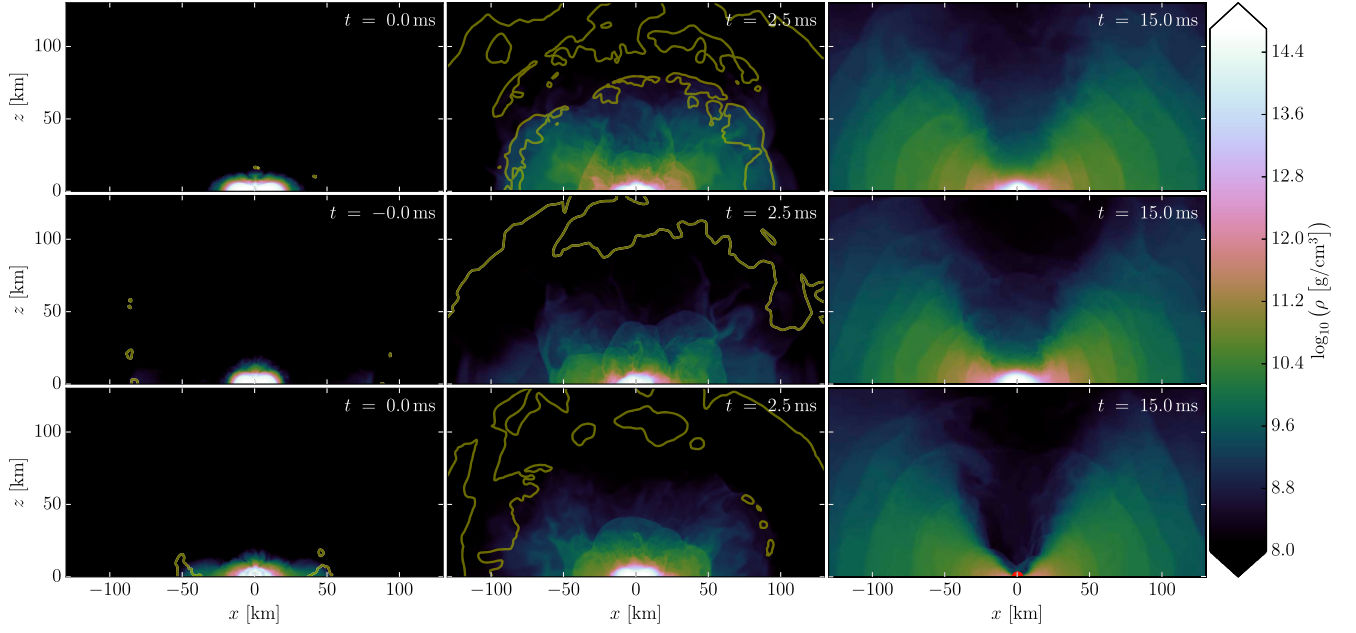 t = 0.0 ms
t = 2.5 ms
t = 15.0 ms
100
50
0
z [km]
−100 −50 0 50 100
t = −0.0 ms
t = 2.5 ms
t = 15.0 ms
100
50
0
z [km]
t = 0.0 ms
t = 2.5 ms
t = 15.0 ms
100
50
0
z [km]
−100 −50 0 50 100
−100 −50 0 50 100
x [km]
x [km]
x [km]
14.4
13.6
12.8
12.0
11.2
10.4
9.6
8.8
8.0
log₁₀ (ρ [g/cm³])